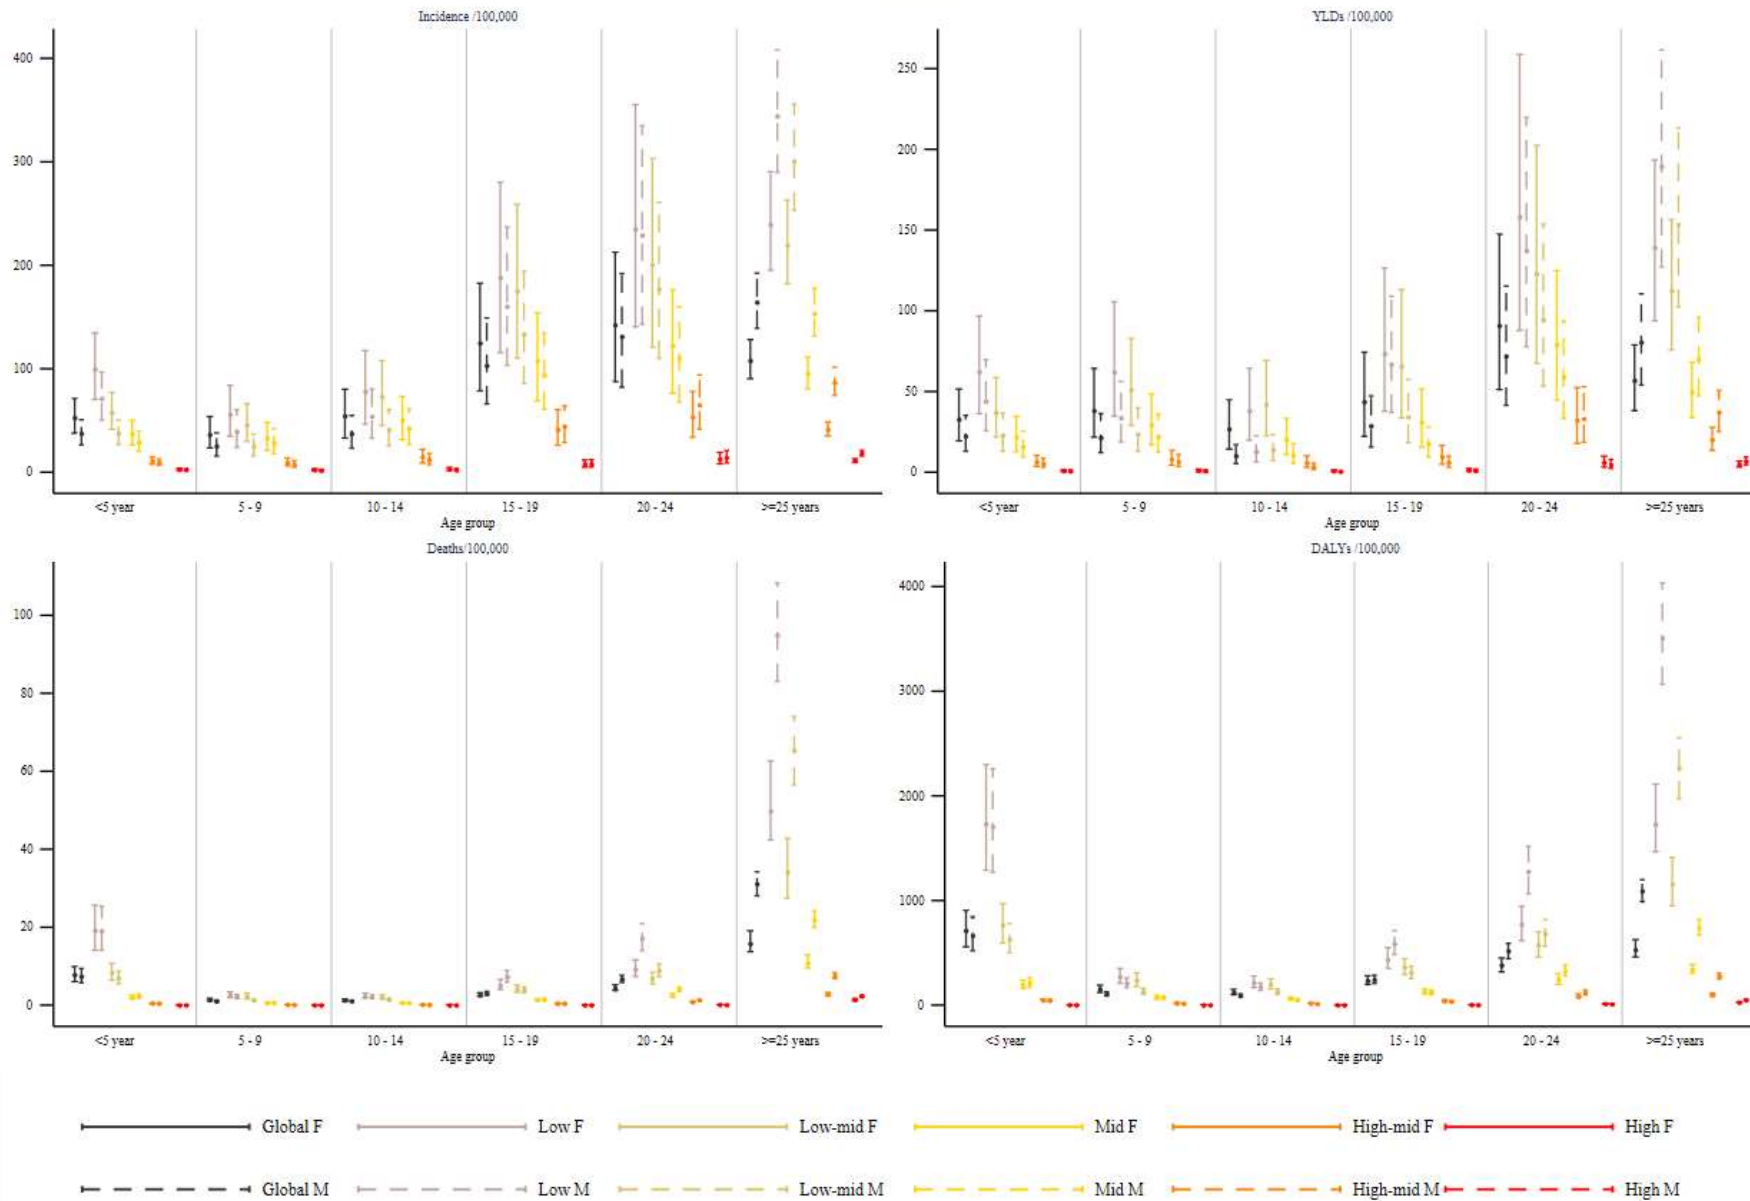 Incidence /100,000
400
300
200
100
0
<5 year 5 - 9 10 - 14 15 - 19 20 - 24 >=25 years
Age group
YLDs /100,000
250
200
150
100
50
0
<5 year 5 - 9 10 - 14 15 - 19 20 - 24 >=25 years
Age group
Deaths/100,000
100
80
60
40
20
0
<5 year 5 - 9 10 - 14 15 - 19 20 - 24 >=25 years
Age group
DALYs /100,000
4000
3000
2000
1000
0
<5 year 5 - 9 10 - 14 15 - 19 20 - 24 >=25 years
Age group
Global F Low F Low-mid F Mid F High-mid F High F
Global M Low M Low-mid M Mid M High-mid M High M